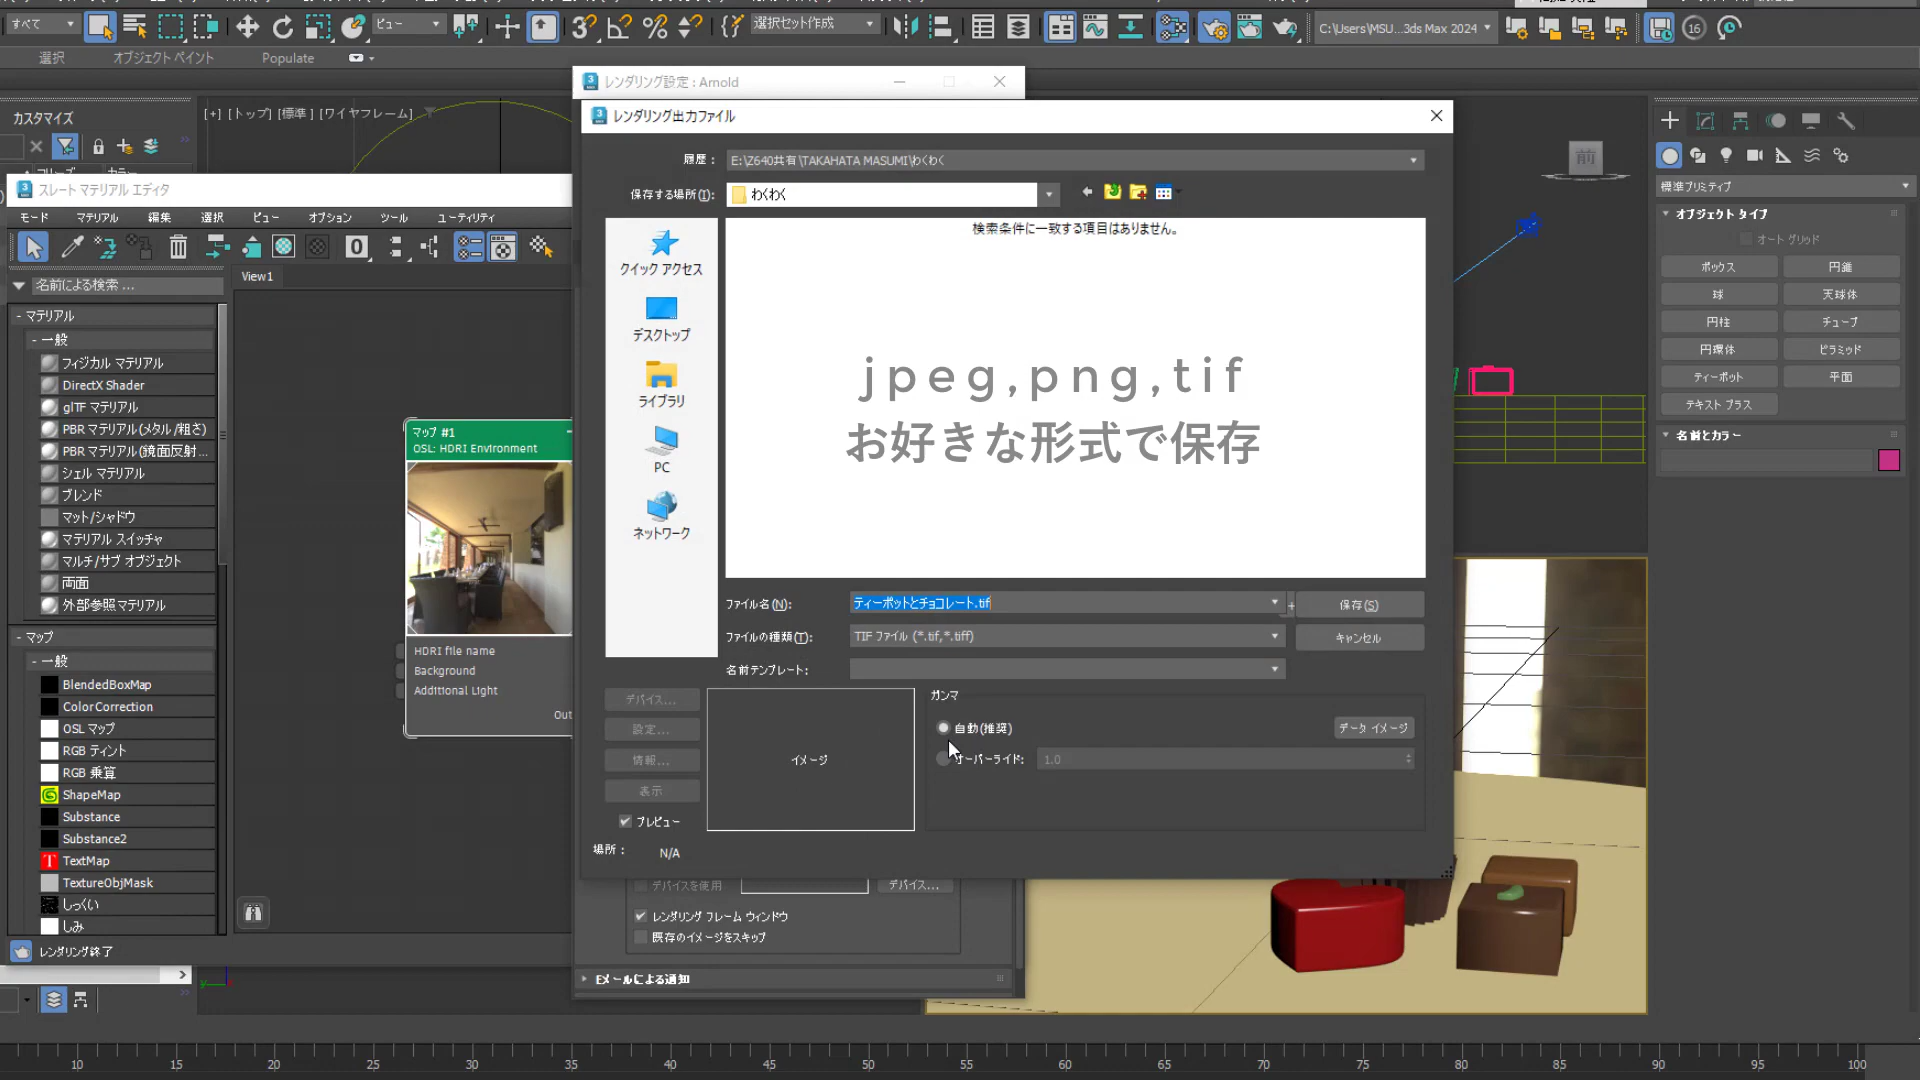 すべて
ビュー
選択セット作成
C:\Users\MSU...3ds Max 2024
16
選択
オブジェクト ペイント
Populate
カスタマイズ
[+] [トップ] [標準] [ワイヤフレーム]
レンダリング設定 : Arnold
レンダリング出力ファイル
履歴 :
E:\Z640共有\TAKAHATA MASUMI\わくわく
保存する場所(I):
わくわく
検索条件に一致する項目はありません。
クイック アクセス
デスクトップ
ライブラリ
PC
ネットワーク
jpeg,png,tif
お好きな形式で保存
ファイル名(N):
ティーポットとチョコレート.tif
保存(S)
ファイルの種類(T):
TIF ファイル (*.tif,*.tiff)
キャンセル
名前テンプレート:
デバイス...
設定...
情報...
表示
プレビュー
イメージ
ガンマ
自動(推奨)
データ イメージ
オーバーライド:
1.0
場所 :
N/A
デバイスを使用
デバイス...
レンダリング フレーム ウィンドウ
既存のイメージをスキップ
Eメールによる通知
スレート マテリアル エディタ
モード
マテリアル
編集
選択
ビュー
オプション
ツール
ユーティリティ
名前による検索 ...
View1
- マテリアル
- 一般
フィジカル マテリアル
DirectX Shader
glTF マテリアル
PBR マテリアル(メタル/粗さ)
PBR マテリアル(鏡面反射...
シェル マテリアル
ブレンド
マット/シャドウ
マテリアル スイッチャ
マルチ/サブ オブジェクト
両面
外部参照マテリアル
- マップ
- 一般
BlendedBoxMap
ColorCorrection
OSL マップ
RGB ティント
RGB 乗算
ShapeMap
Substance
Substance2
TextMap
TextureObjMask
しっくい
しみ
レンダリング終了
マップ #1
OSL: HDRI Environment
HDRI file name
Background
Additional Light
Out
前
標準プリミティブ
オブジェクト タイプ
オート グリッド
ボックス
円錐
球
天球体
円柱
チューブ
円環体
ピラミッド
ティーポット
平面
テキスト プラス
名前とカラー
10
15
20
25
30
35
40
45
50
55
60
65
70
75
80
85
90
95
100